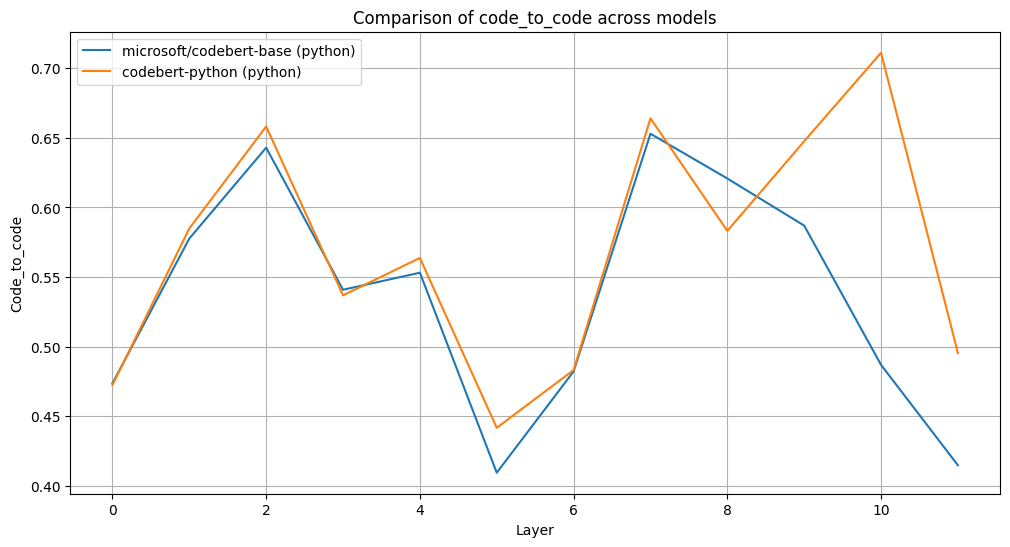 Comparison of code_to_code across models
microsoft/codebert-base (python)
codebert-python (python)
Code_to_code
0.70
0.65
0.60
0.55
0.50
0.45
0.40
0 2 4 6 8 10
Layer